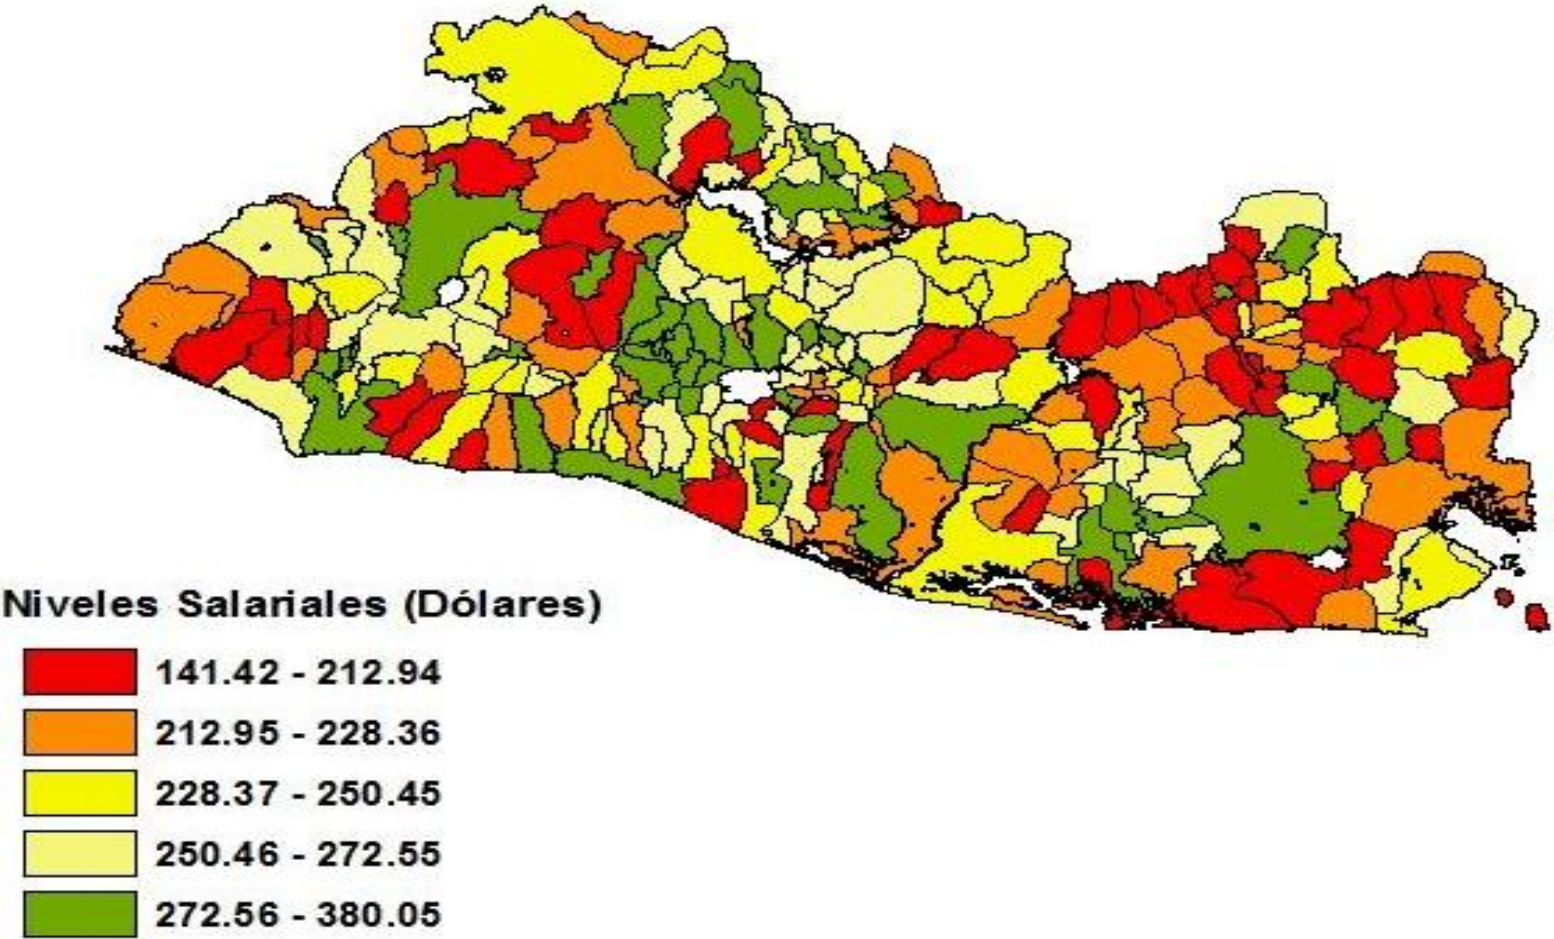 Niveles Salariales (Dólares)
141.42 - 212.94
212.95 - 228.36
228.37 - 250.45
250.46 - 272.55
272.56 - 380.05